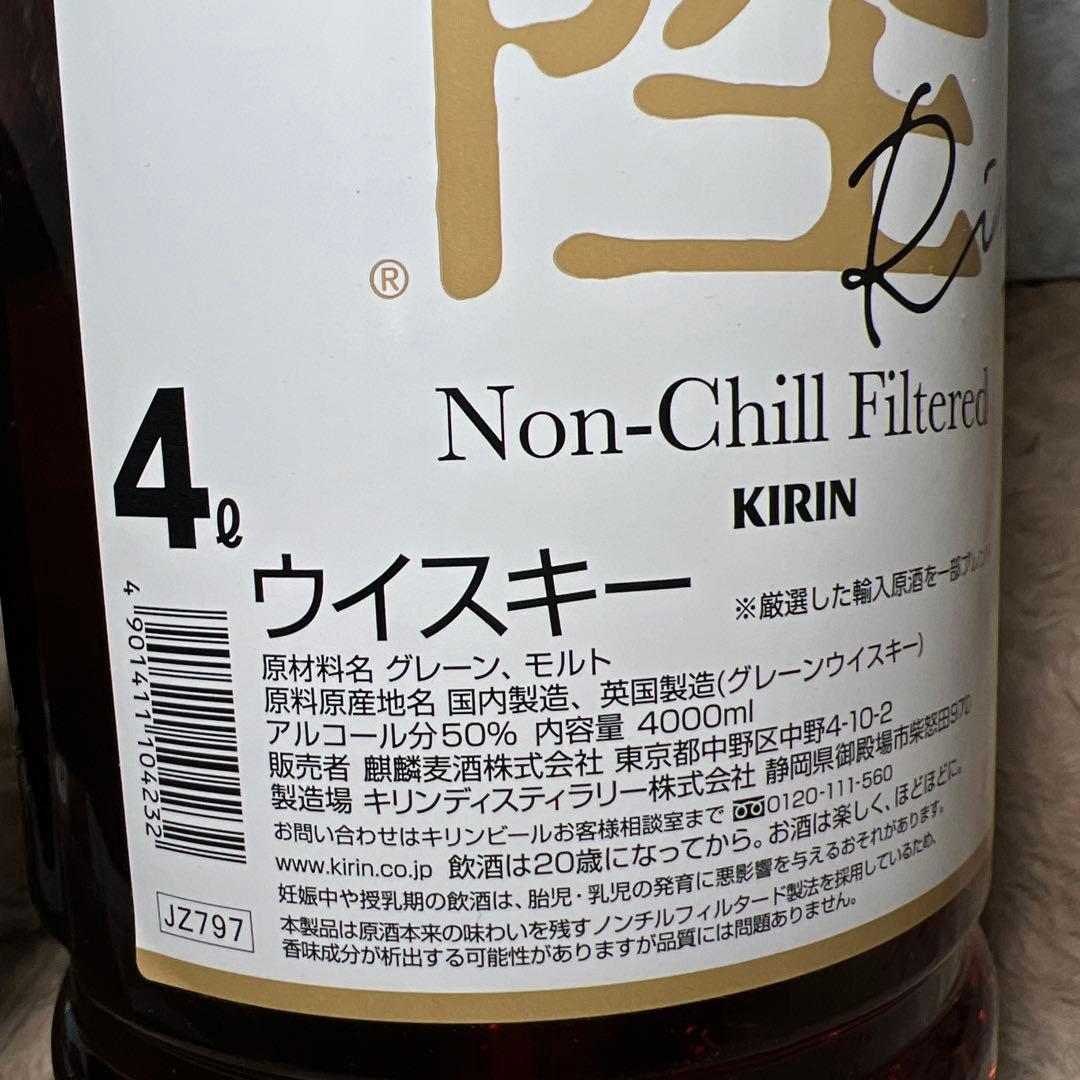 陸
Ri
®
Non-Chill Filtered
KIRIN
4ℓ
ウイスキー
※厳選した輸入原酒を一部ブレンド
原材料名 グレーン、モルト
原料原産地名 国内製造、英国製造(グレーンウイスキー)
アルコール分50% 内容量 4000ml
販売者 麒麟麦酒株式会社 東京都中野区中野4-10-2
製造場 キリンディスティラリー株式会社 静岡県御殿場市柴怒田970
お問い合わせはキリンビールお客様相談室まで 0120-111-560
www.kirin.co.jp 飲酒は20歳になってから。お酒は楽しく、ほどほどに。
妊娠中や授乳期の飲酒は、胎児・乳児の発育に悪影響を与えるおそれがあります。
本製品は原酒本来の味わいを残すノンチルフィルタード製法を採用しているため、
香味成分が析出する可能性がありますが品質には問題ありません。
4 901411 104232
JZ797